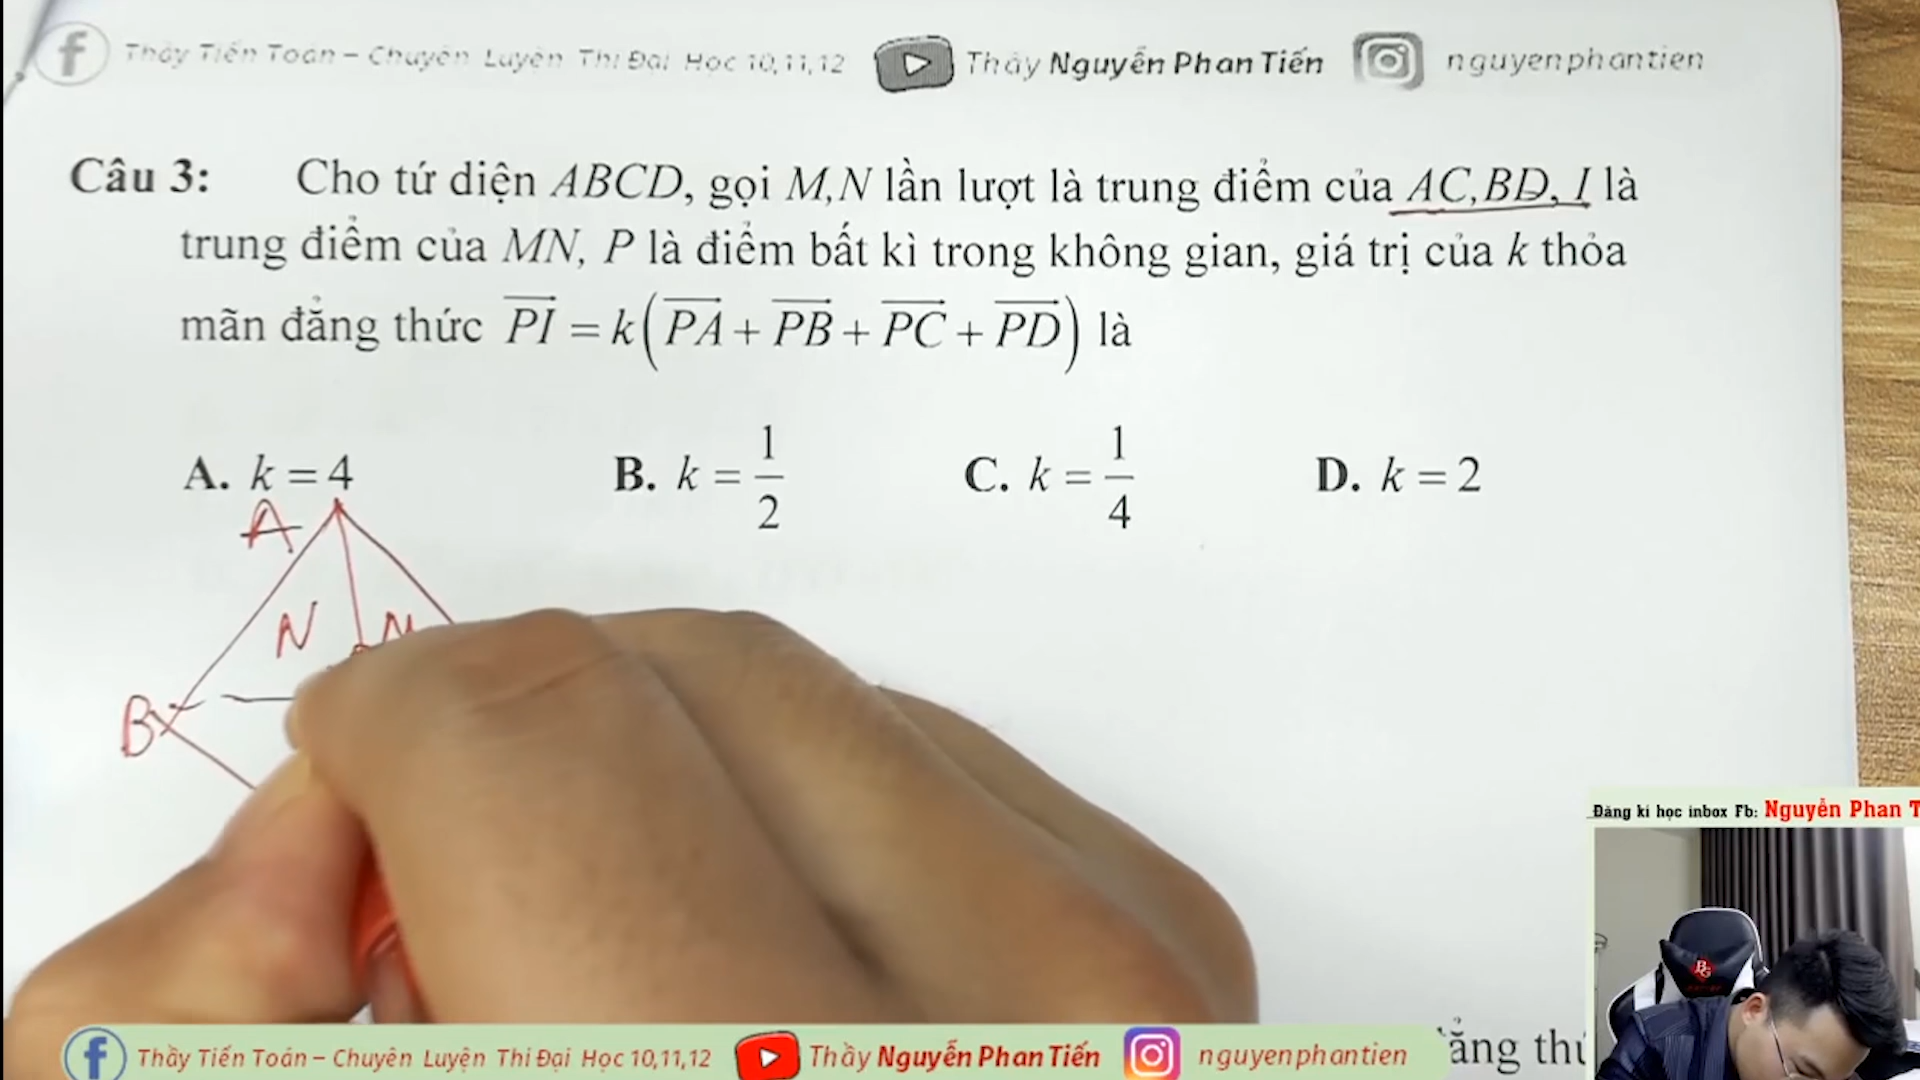 Thầy Tiến Toán – Chuyên Luyện Thi Đại Học 10,11,12 Thầy Nguyễn Phan Tiến nguyenphantien
Câu 3: Cho tứ diện ABCD, gọi M,N lần lượt là trung điểm của AC,BD, I là
trung điểm của MN, P là điểm bất kì trong không gian, giá trị của k thỏa
mãn đẳng thức \overrightarrow{PI} = k(\overrightarrow{PA} + \overrightarrow{PB} + \overrightarrow{PC} + \overrightarrow{PD}) là
A. k = 4 B. k = 1/2 C. k = 1/4 D. k = 2
A
N
B
Đăng kí học inbox Fb: Nguyễn Phan T
Thầy Tiến Toán – Chuyên Luyện Thi Đại Học 10,11,12 Thầy Nguyễn Phan Tiến nguyenphantien